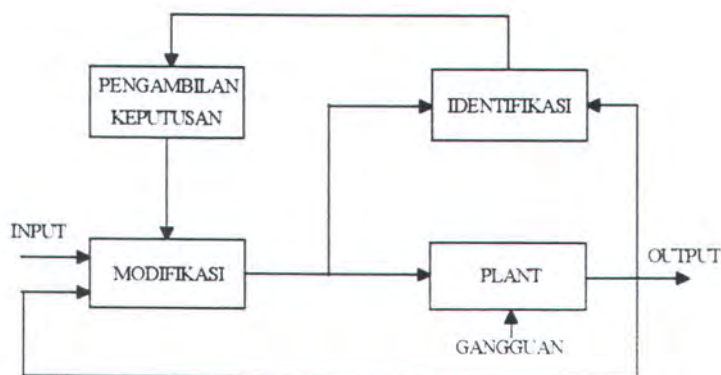 PENGAMBILAN
KEPUTUSAN
IDENTIFIKASI
INPUT
MODIFIKASI
PLANT
OUTPUT
GANGGUAN